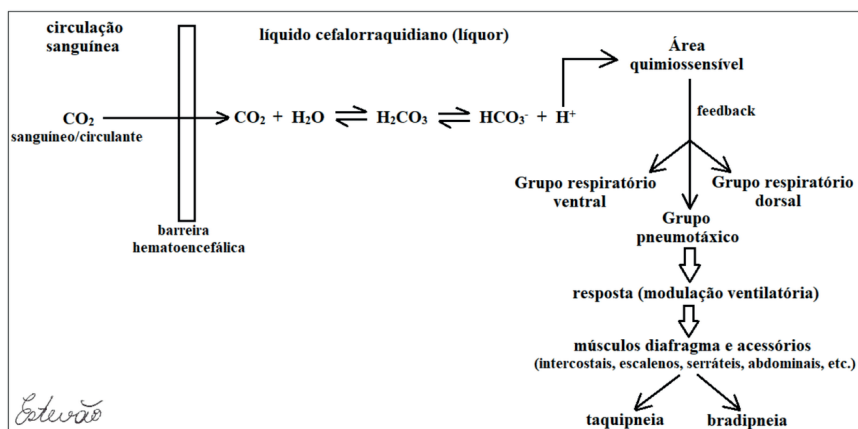 circulação
sanguínea
líquido cefalorraquidiano (líquor)
Área
quimiossensível
feedback
CO₂
sanguíneo/circulante
CO₂ + H₂O ⇌ H₂CO₃ ⇌ HCO₃⁻ + H⁺
Grupo respiratório
ventral
Grupo respiratório
dorsal
Grupo
pneumotáxico
barreira
hematoencefálica
resposta (modulação ventilatória)
músculos diafragma e acessórios
(intercostais, escalenos, serráteis, abdominais, etc.)
taquipneia
bradipneia
Estevão